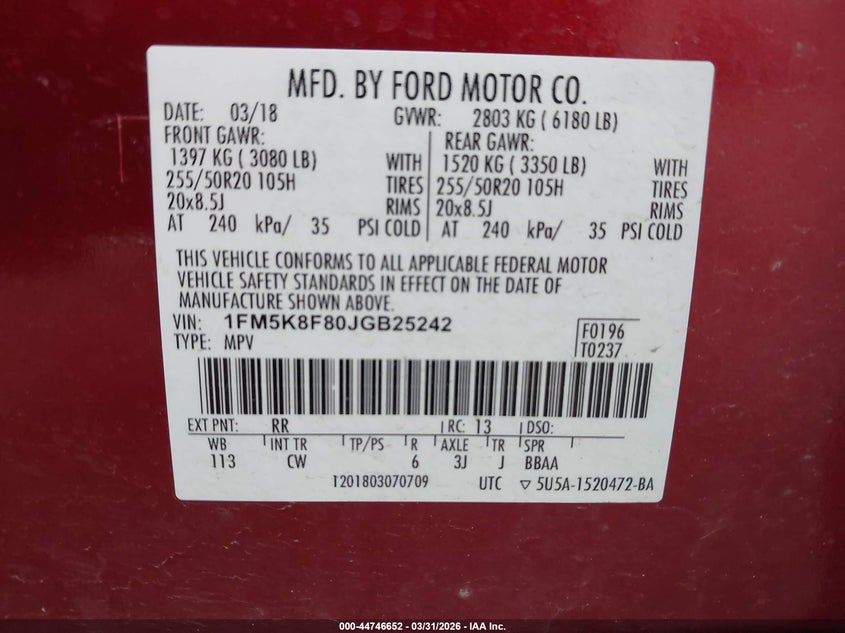 MFD. BY FORD MOTOR CO.
DATE: 03/18 GVWR: 2803 KG ( 6180 LB)
FRONT GAWR: REAR GAWR:
1397 KG ( 3080 LB) WITH 1520 KG ( 3350 LB) WITH
255/50R20 105H TIRES 255/50R20 105H TIRES
20x8.5J RIMS 20x8.5J RIMS
AT 240 kPa/ 35 PSI COLD AT 240 kPa/ 35 PSI COLD
THIS VEHICLE CONFORMS TO ALL APPLICABLE FEDERAL MOTOR
VEHICLE SAFETY STANDARDS IN EFFECT ON THE DATE OF
MANUFACTURE SHOWN ABOVE.
VIN: 1FM5K8F80JGB25242 F0196
TYPE: MPV T0237
EXT PNT: RR RC: 13 DSO:
WB INT TR TP/PS R AXLE TR SPR
113 CW 6 3J J BBAA
1201803070709 UTC ▽ 5U5A-1520472-BA
000-44746652 - 03/31/2026 - IAA Inc.